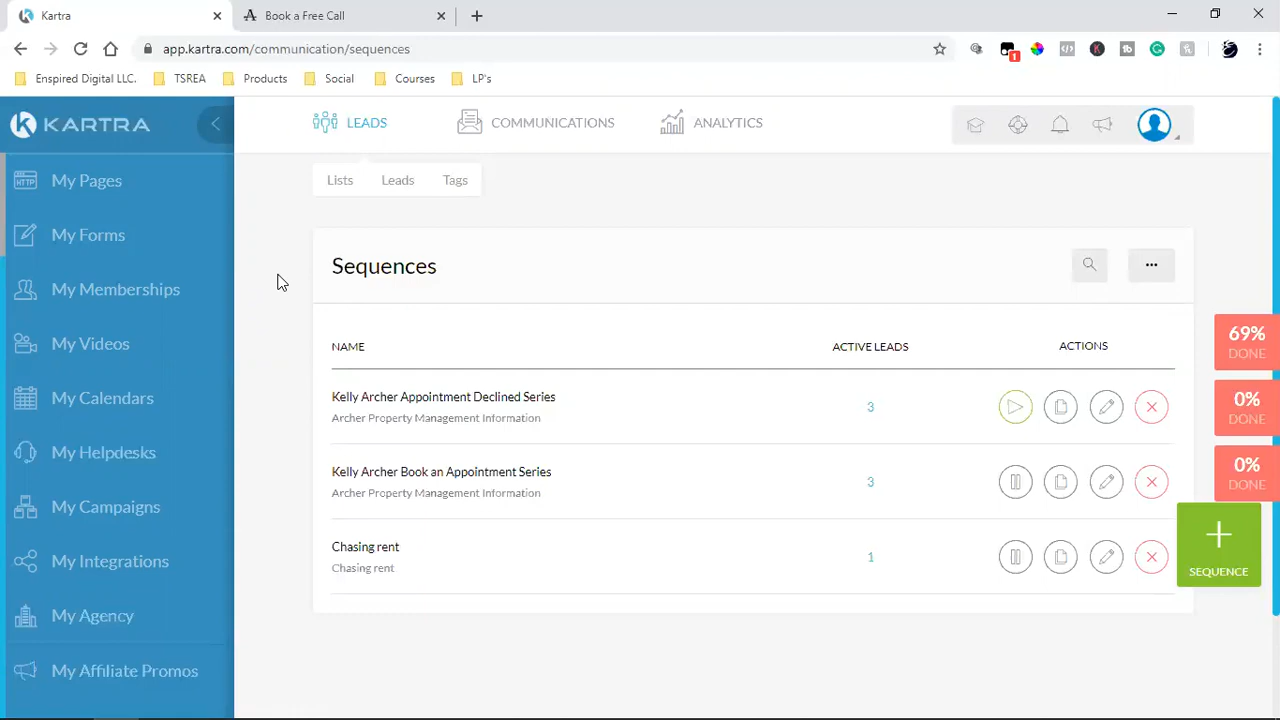 Kartra
Book a Free Call
app.kartra.com/communication/sequences
1
Enspired Digital LLC.
TSREA
Products
Social
Courses
LP's
KARTRA
LEADS
COMMUNICATIONS
ANALYTICS
My Pages
My Forms
My Memberships
My Videos
My Calendars
My Helpdesks
My Campaigns
My Integrations
My Agency
My Affiliate Promos
Lists
Leads
Tags
Sequences
NAME
ACTIVE LEADS
ACTIONS
Kelly Archer Appointment Declined Series
Archer Property Management Information
3
Kelly Archer Book an Appointment Series
Archer Property Management Information
3
Chasing rent
Chasing rent
1
69%
DONE
0%
DONE
0%
DONE
SEQUENCE